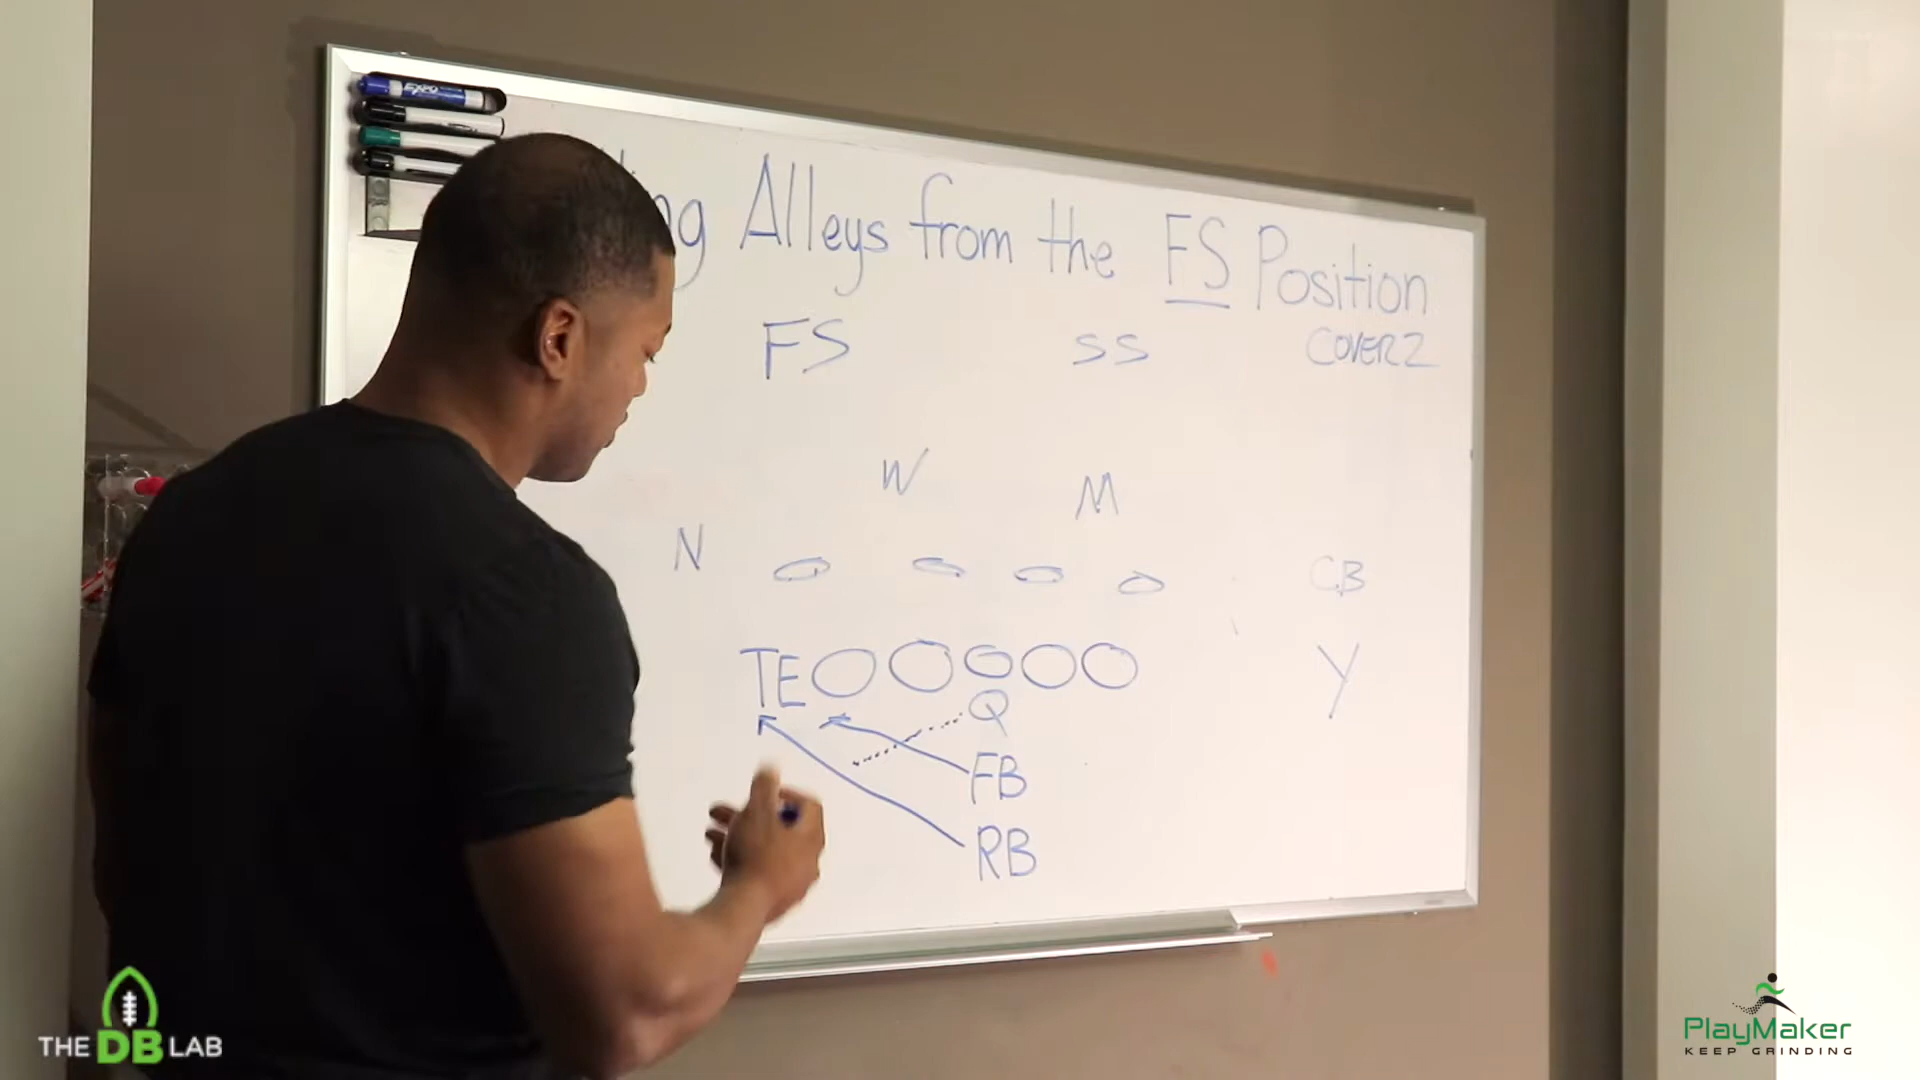 EXPO
Alleys from the FS Position
FS SS COVER 2
W M
N
CB
TE Y
Q
FB
RB
THE DB LAB
PlayMaker
KEEP GRINDING